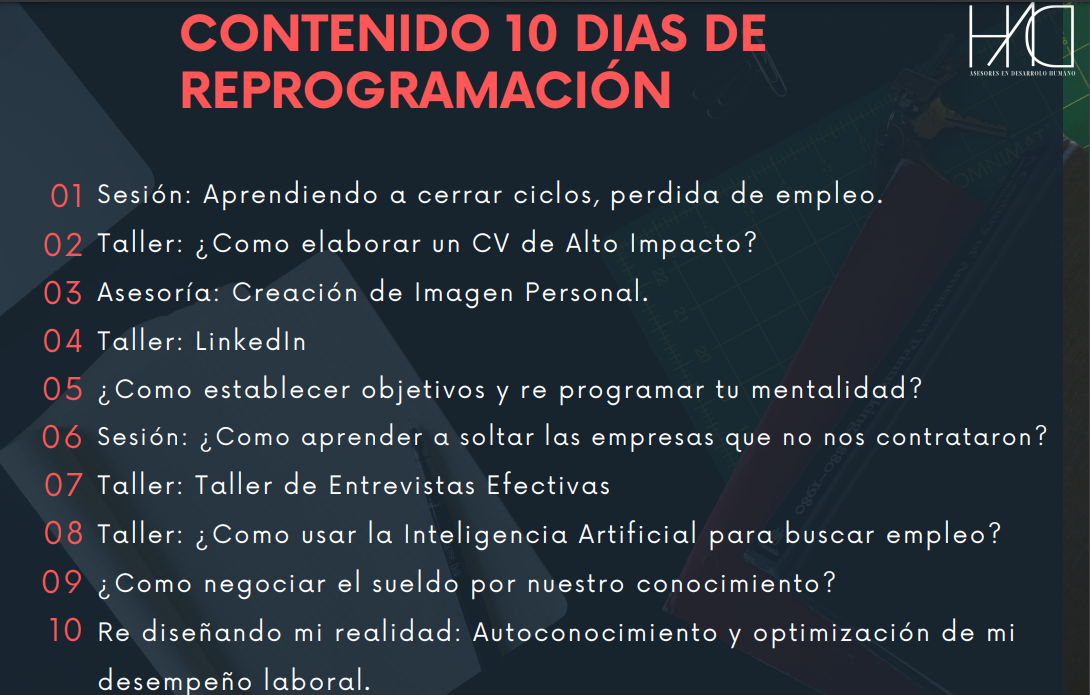 CONTENIDO 10 DIAS DE
REPROGRAMACIÓN
HAD
ASESORES EN DESARROLO HUMANO
OMNIMAT
01 Sesión: Aprendiendo a cerrar ciclos, perdida de empleo.
02 Taller: ¿Como elaborar un CV de Alto Impacto?
03 Asesoría: Creación de Imagen Personal.
04 Taller: LinkedIn
05 ¿Como establecer objetivos y re programar tu mentalidad?
06 Sesión: ¿Como aprender a soltar las empresas que no nos contrataron?
07 Taller: Taller de Entrevistas Efectivas
08 Taller: ¿Como usar la Inteligencia Artificial para buscar empleo?
09 ¿Como negociar el sueldo por nuestro conocimiento?
10 Re diseñando mi realidad: Autoconocimiento y optimización de mi
desempeño laboral.